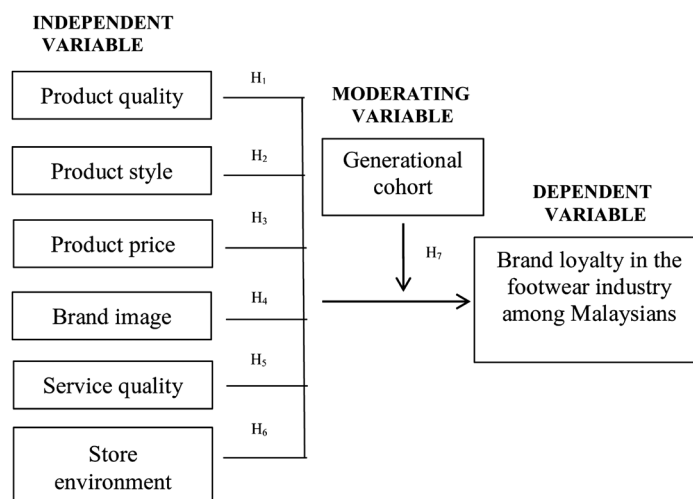 INDEPENDENT
VARIABLE
Product quality
H₁
Product style
H₂
Product price
H₃
Brand image
H₄
Service quality
H₅
Store
environment
H₆
MODERATING
VARIABLE
Generational
cohort
H₇
DEPENDENT
VARIABLE
Brand loyalty in the
footwear industry
among Malaysians